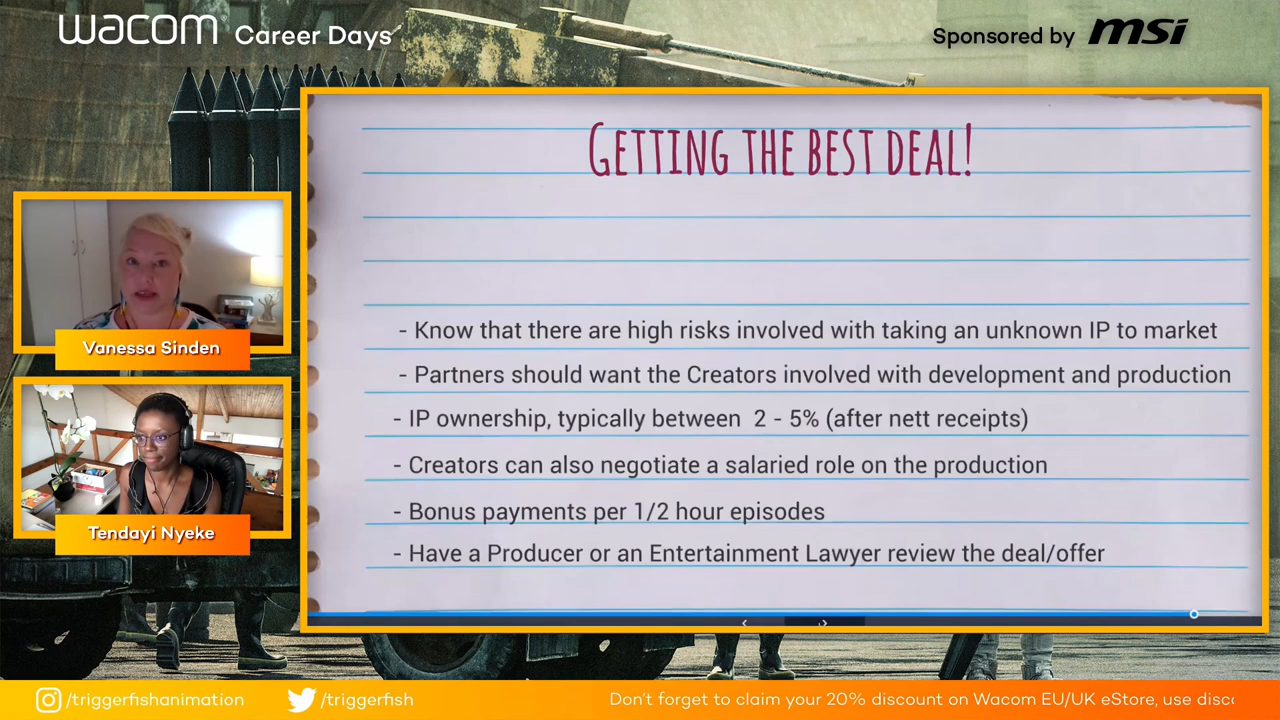 wacom Career Days
Sponsored by msi
GETTING THE BEST DEAL!
- Know that there are high risks involved with taking an unknown IP to market
- Partners should want the Creators involved with development and production
- IP ownership, typically between 2 - 5% (after nett receipts)
- Creators can also negotiate a salaried role on the production
- Bonus payments per 1/2 hour episodes
- Have a Producer or an Entertainment Lawyer review the deal/offer
Vanessa Sinden
Tendayi Nyeke
/triggerfishanimation
/triggerfish
Don't forget to claim your 20% discount on Wacom EU/UK eStore, use